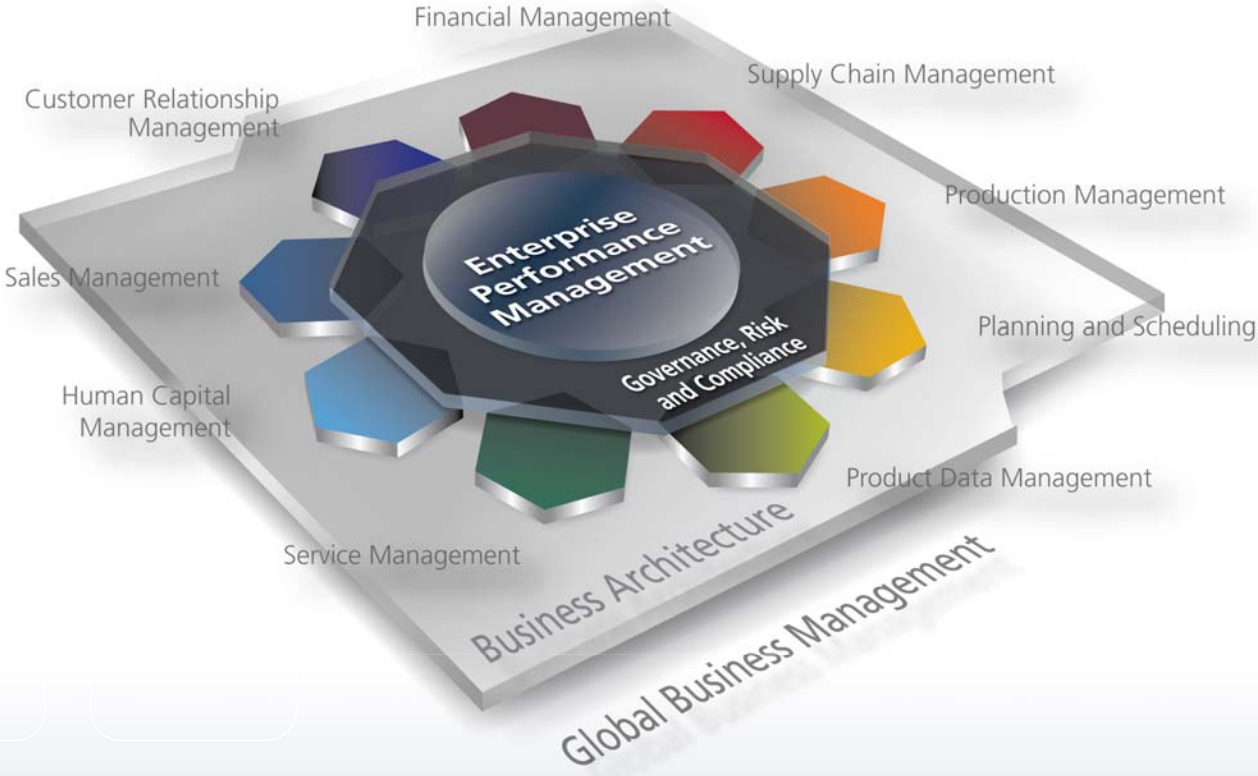 Financial Management
Supply Chain Management
Customer Relationship
Management
Production Management
Sales Management
Enterprise
Performance
Management
Planning and Scheduling
Governance, Risk
and Compliance
Human Capital
Management
Product Data Management
Service Management
Business Architecture
Global Business Management